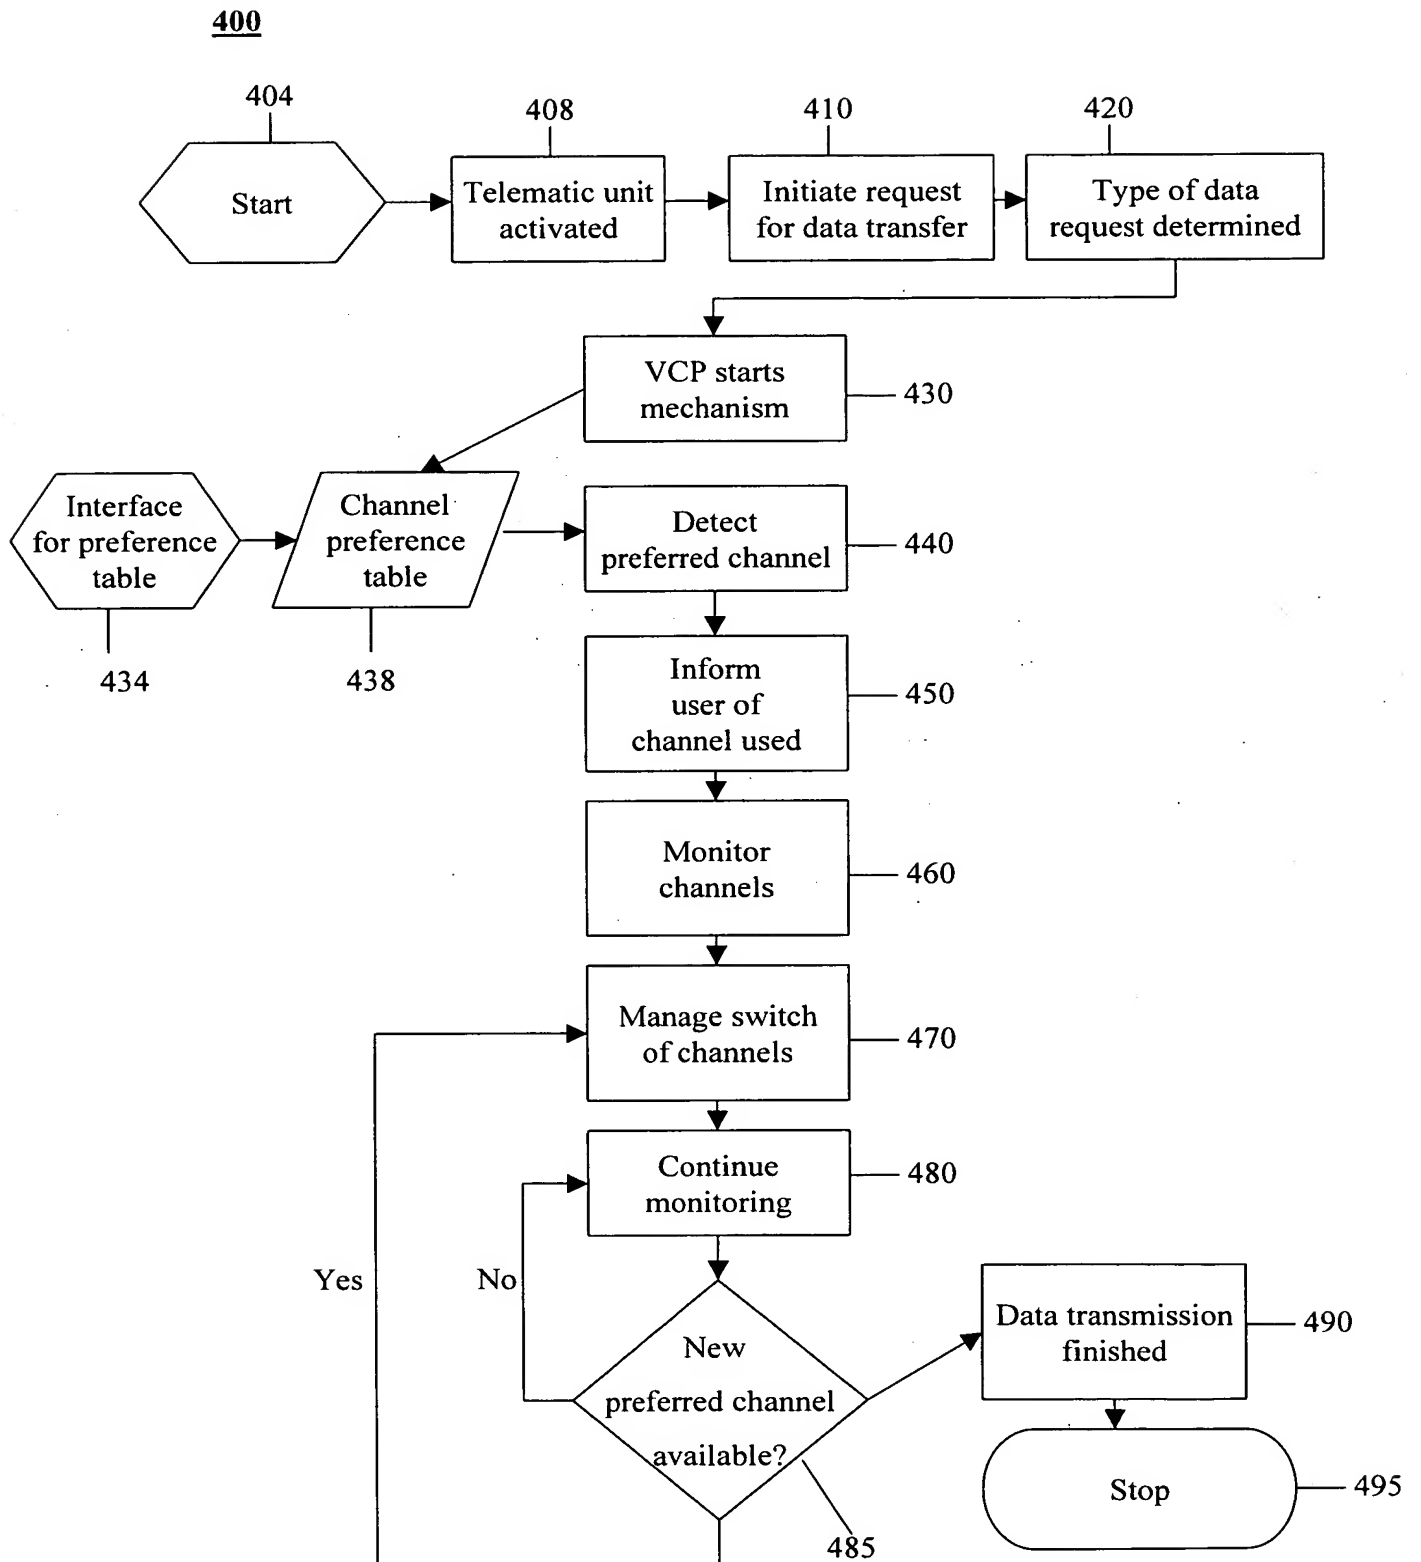 400
404
408
410
420
Start
Telematic unit
activated
Initiate request
for data transfer
Type of data
request determined
VCP starts
mechanism
430
Interface
for preference
table
434
Channel
preference
table
438
Detect
preferred channel
440
Inform
user of
channel used
450
Monitor
channels
460
Manage switch
of channels
470
Continue
monitoring
480
Yes
No
New
preferred channel
available?
485
Data transmission
finished
490
Stop
495